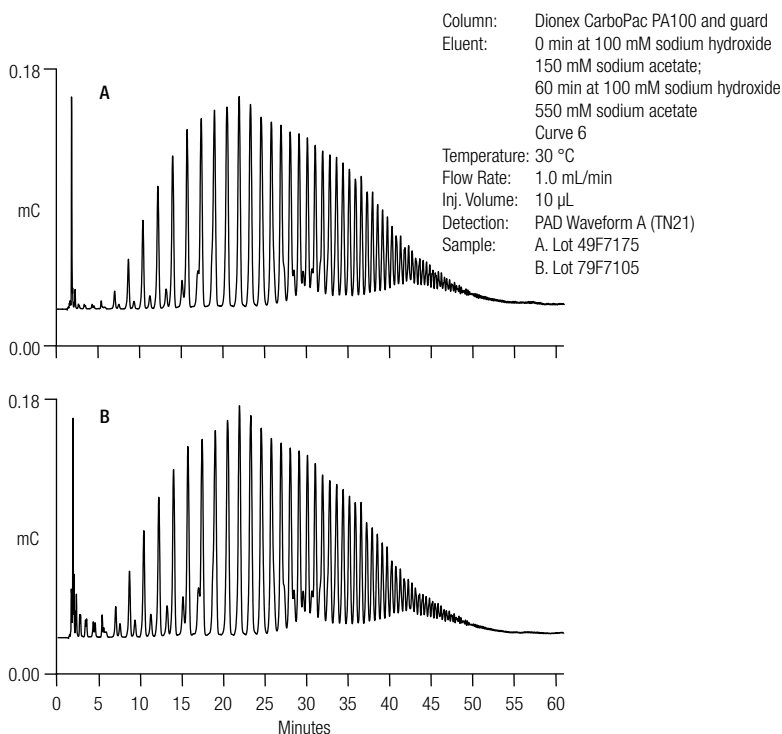 Column: Dionex CarboPac PA100 and guard
Eluent: 0 min at 100 mM sodium hydroxide
150 mM sodium acetate;
60 min at 100 mM sodium hydroxide
550 mM sodium acetate
Curve 6
Temperature: 30 °C
Flow Rate: 1.0 mL/min
Inj. Volume: 10 µL
Detection: PAD Waveform A (TN21)
Sample: A. Lot 49F7175
B. Lot 79F7105
0.18
A
mC
0.00
0.18
B
mC
0.00
0 5 10 15 20 25 30 35 40 45 50 55 60
Minutes